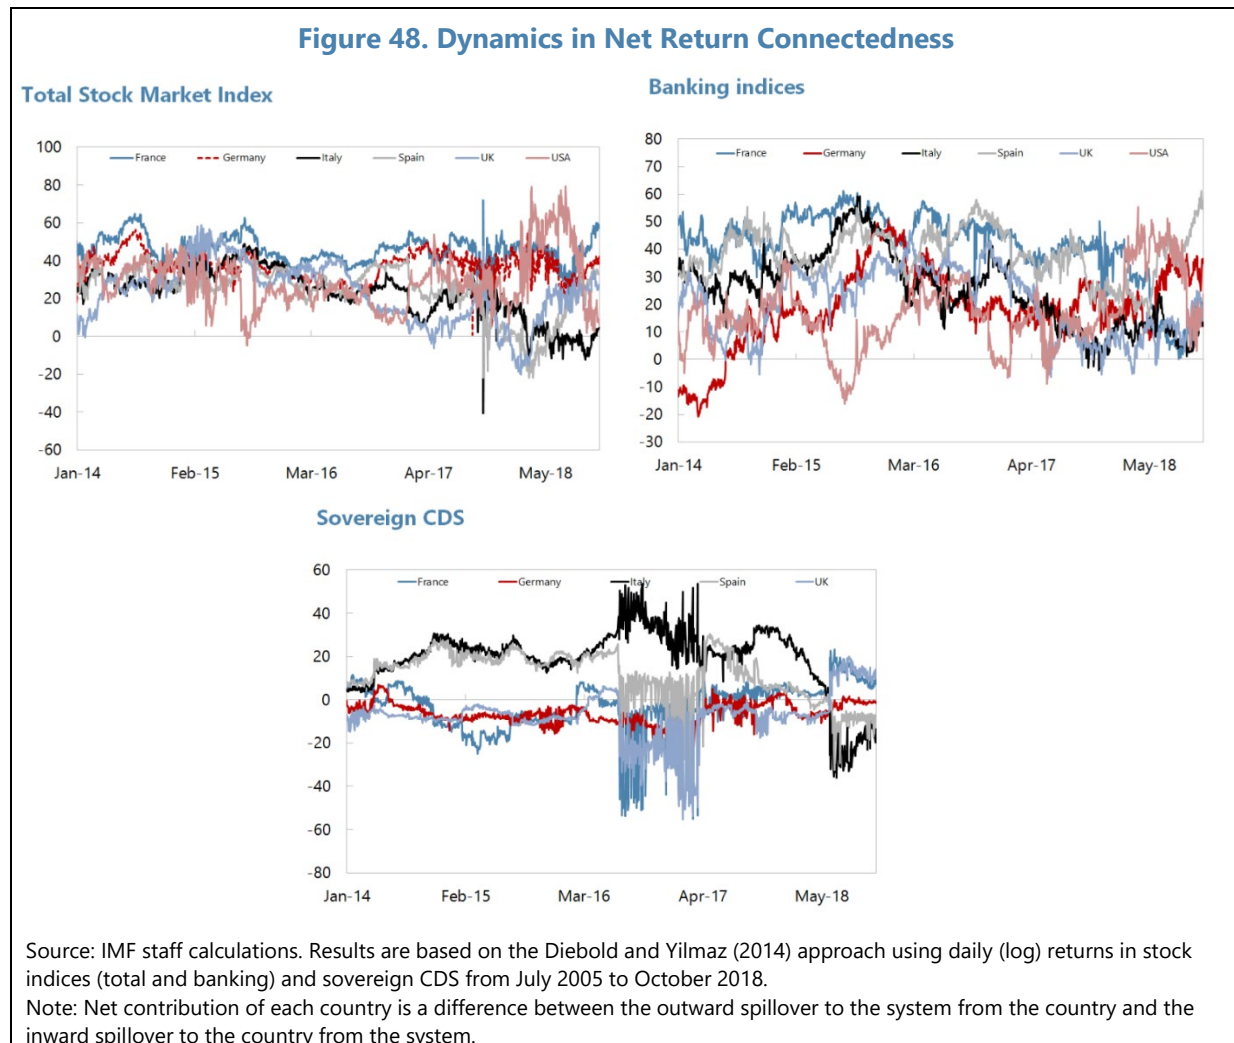 Figure 48. Dynamics in Net Return Connectedness
Total Stock Market Index
Banking indices
100
80
60
40
20
0
-20
-40
-60
France Germany Italy Spain UK USA
Jan-14 Feb-15 Mar-16 Apr-17 May-18
80
70
60
50
40
30
20
10
0
-10
-20
-30
France Germany Italy Spain UK USA
Jan-14 Feb-15 Mar-16 Apr-17 May-18
Sovereign CDS
60
40
20
0
-20
-40
-60
-80
France Germany Italy Spain UK
Jan-14 Feb-15 Mar-16 Apr-17 May-18
Source: IMF staff calculations. Results are based on the Diebold and Yilmaz (2014) approach using daily (log) returns in stock
indices (total and banking) and sovereign CDS from July 2005 to October 2018.
Note: Net contribution of each country is a difference between the outward spillover to the system from the country and the
inward spillover to the country from the system.